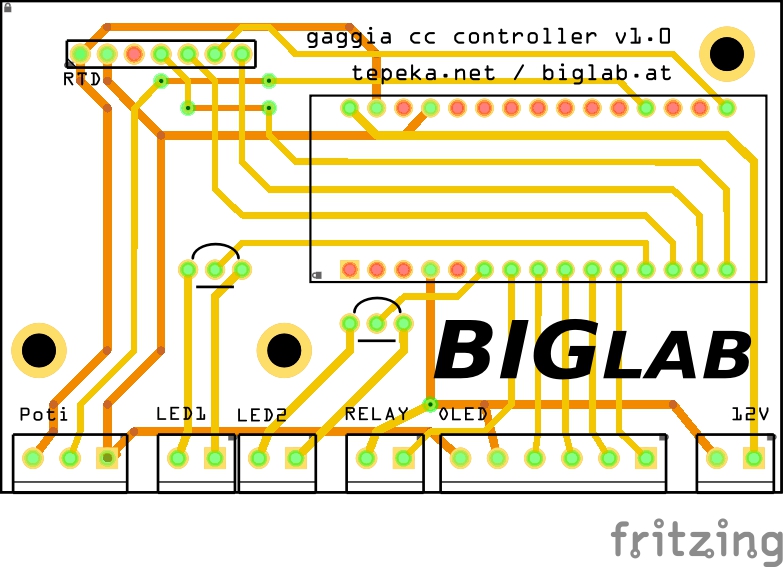 gaggia cc controller v1.0
tepeka.net / biglab.at
RTD
BIGLAB
Poti
LED1
LED2
RELAY
OLED
12V
fritzing